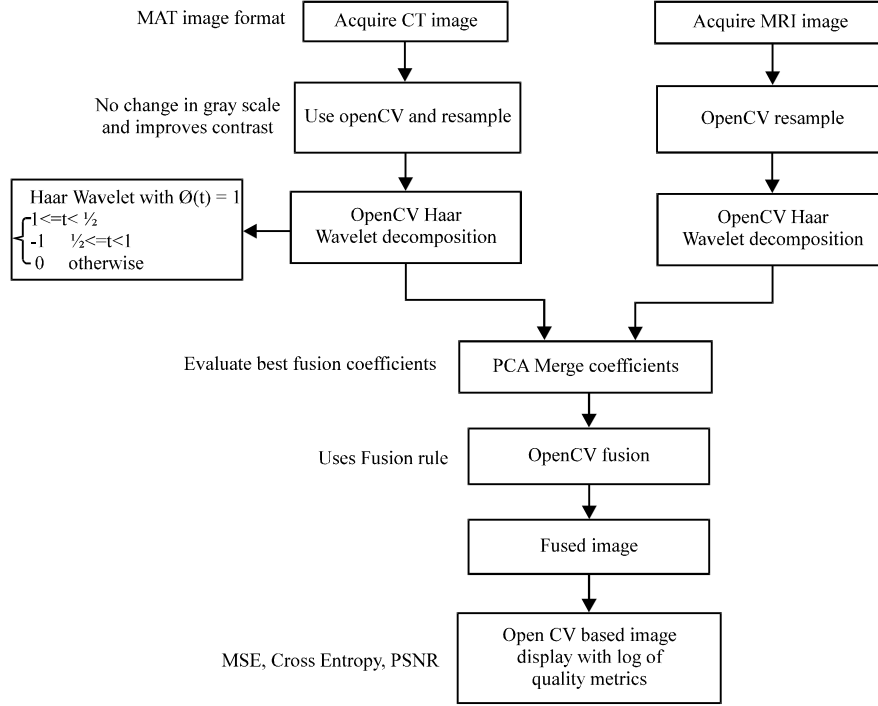 MAT image format
Acquire CT image
Acquire MRI image
No change in gray scale
and improves contrast
Use openCV and resample
OpenCV resample
Haar Wavelet with Ø(t) = 1
1<=t< ½
-1 ½<=t<1
0 otherwise
OpenCV Haar
Wavelet decomposition
OpenCV Haar
Wavelet decomposition
Evaluate best fusion coefficients
PCA Merge coefficients
Uses Fusion rule
OpenCV fusion
Fused image
MSE, Cross Entropy, PSNR
Open CV based image
display with log of
quality metrics